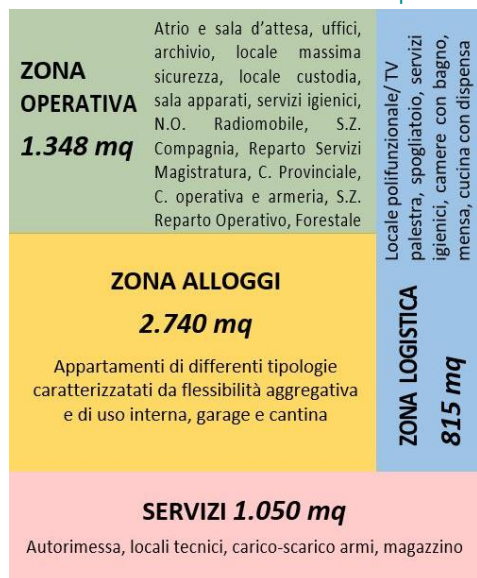 ZONA
OPERATIVA
1.348 mq
Atrio e sala d'attesa, uffici,
archivio, locale massima
sicurezza, locale custodia,
sala apparati, servizi igienici,
N.O. Radiomobile, S.Z.
Compagnia, Reparto Servizi
Magistratura, C. Provinciale,
C. operativa e armeria, S.Z.
Reparto Operativo, Forestale
ZONA LOGISTICA
815 mq
Locale polifunzionale/ TV
palestra, spogliatoio, servizi
igienici, camere con bagno,
mensa, cucina con dispensa
ZONA ALLOGGI
2.740 mq
Appartamenti di differenti tipologie
caratterizzatati da flessibilità aggregativa
e di uso interna, garage e cantina
SERVIZI 1.050 mq
Autorimessa, locali tecnici, carico-scarico armi, magazzino